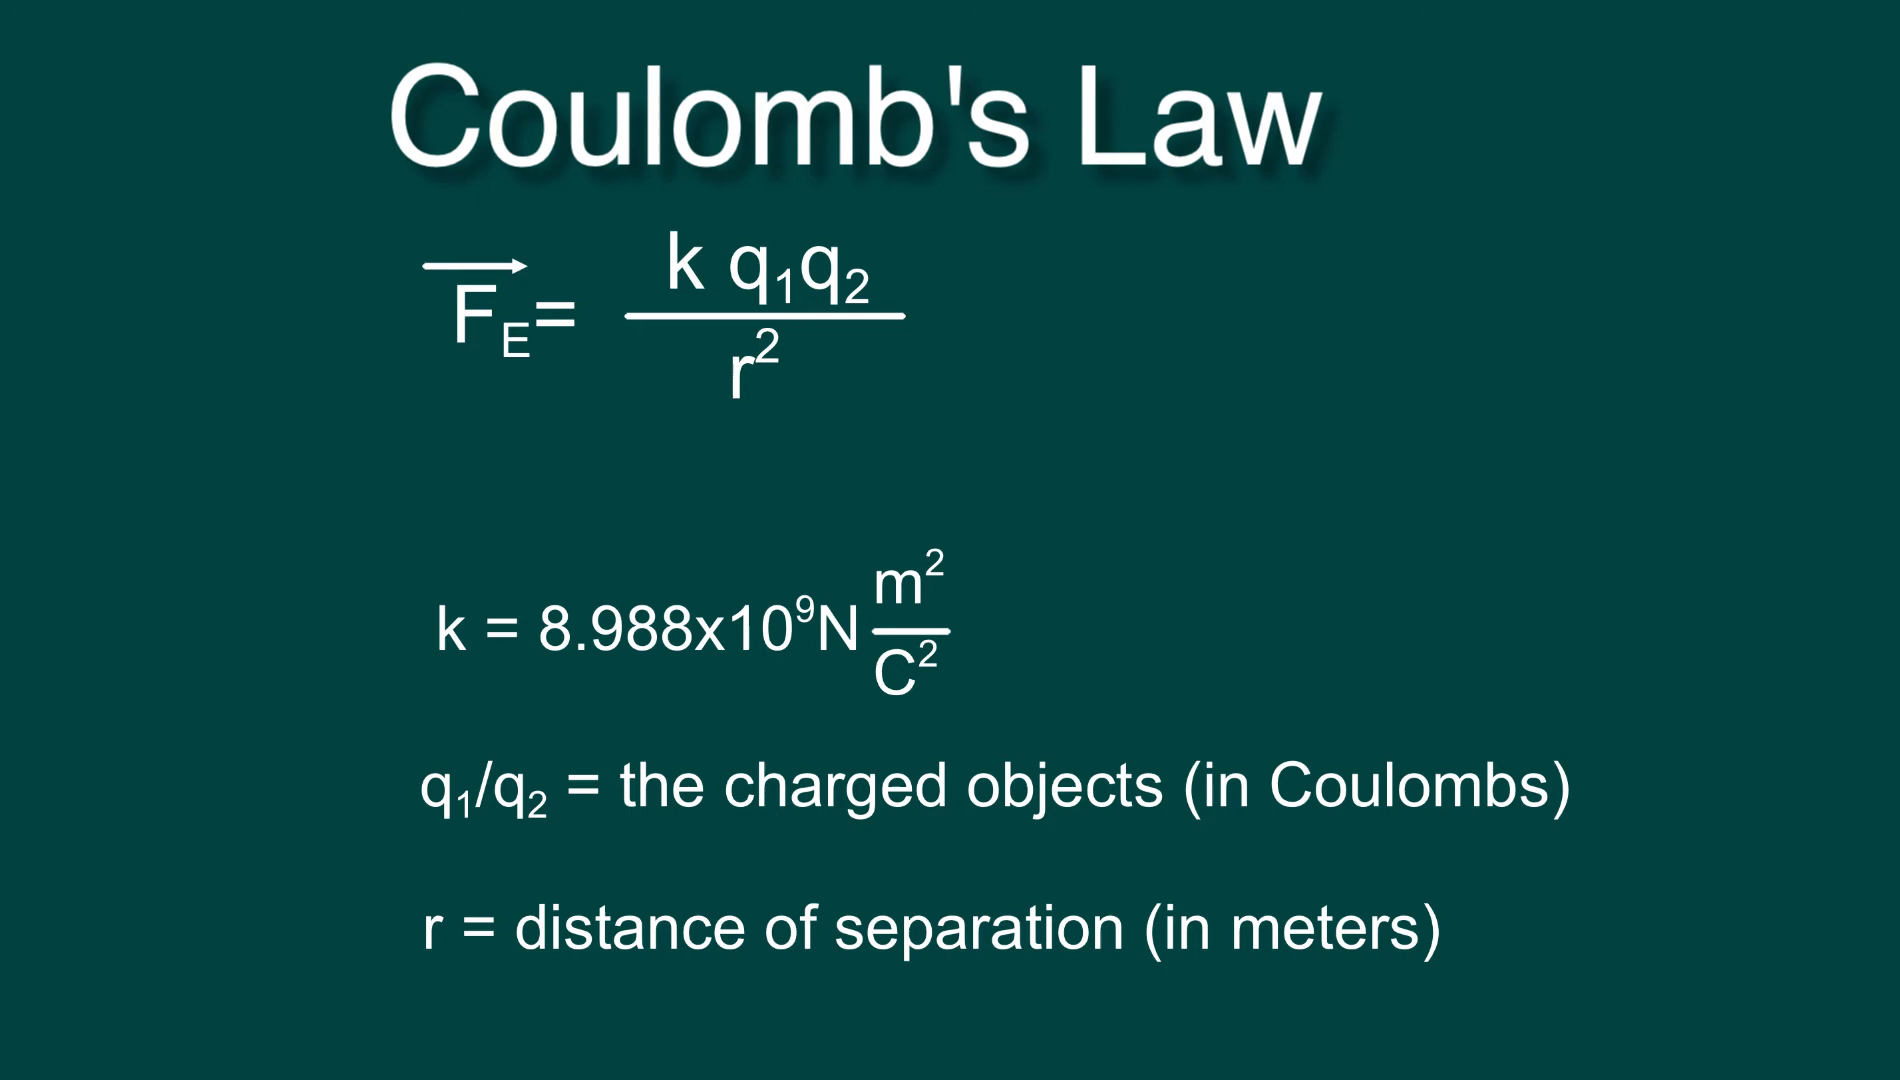 Coulomb's Law
F⃗_E = k q₁q₂ / r²
k = 8.988x10⁹N m²/C²
q₁/q₂ = the charged objects (in Coulombs)
r = distance of separation (in meters)